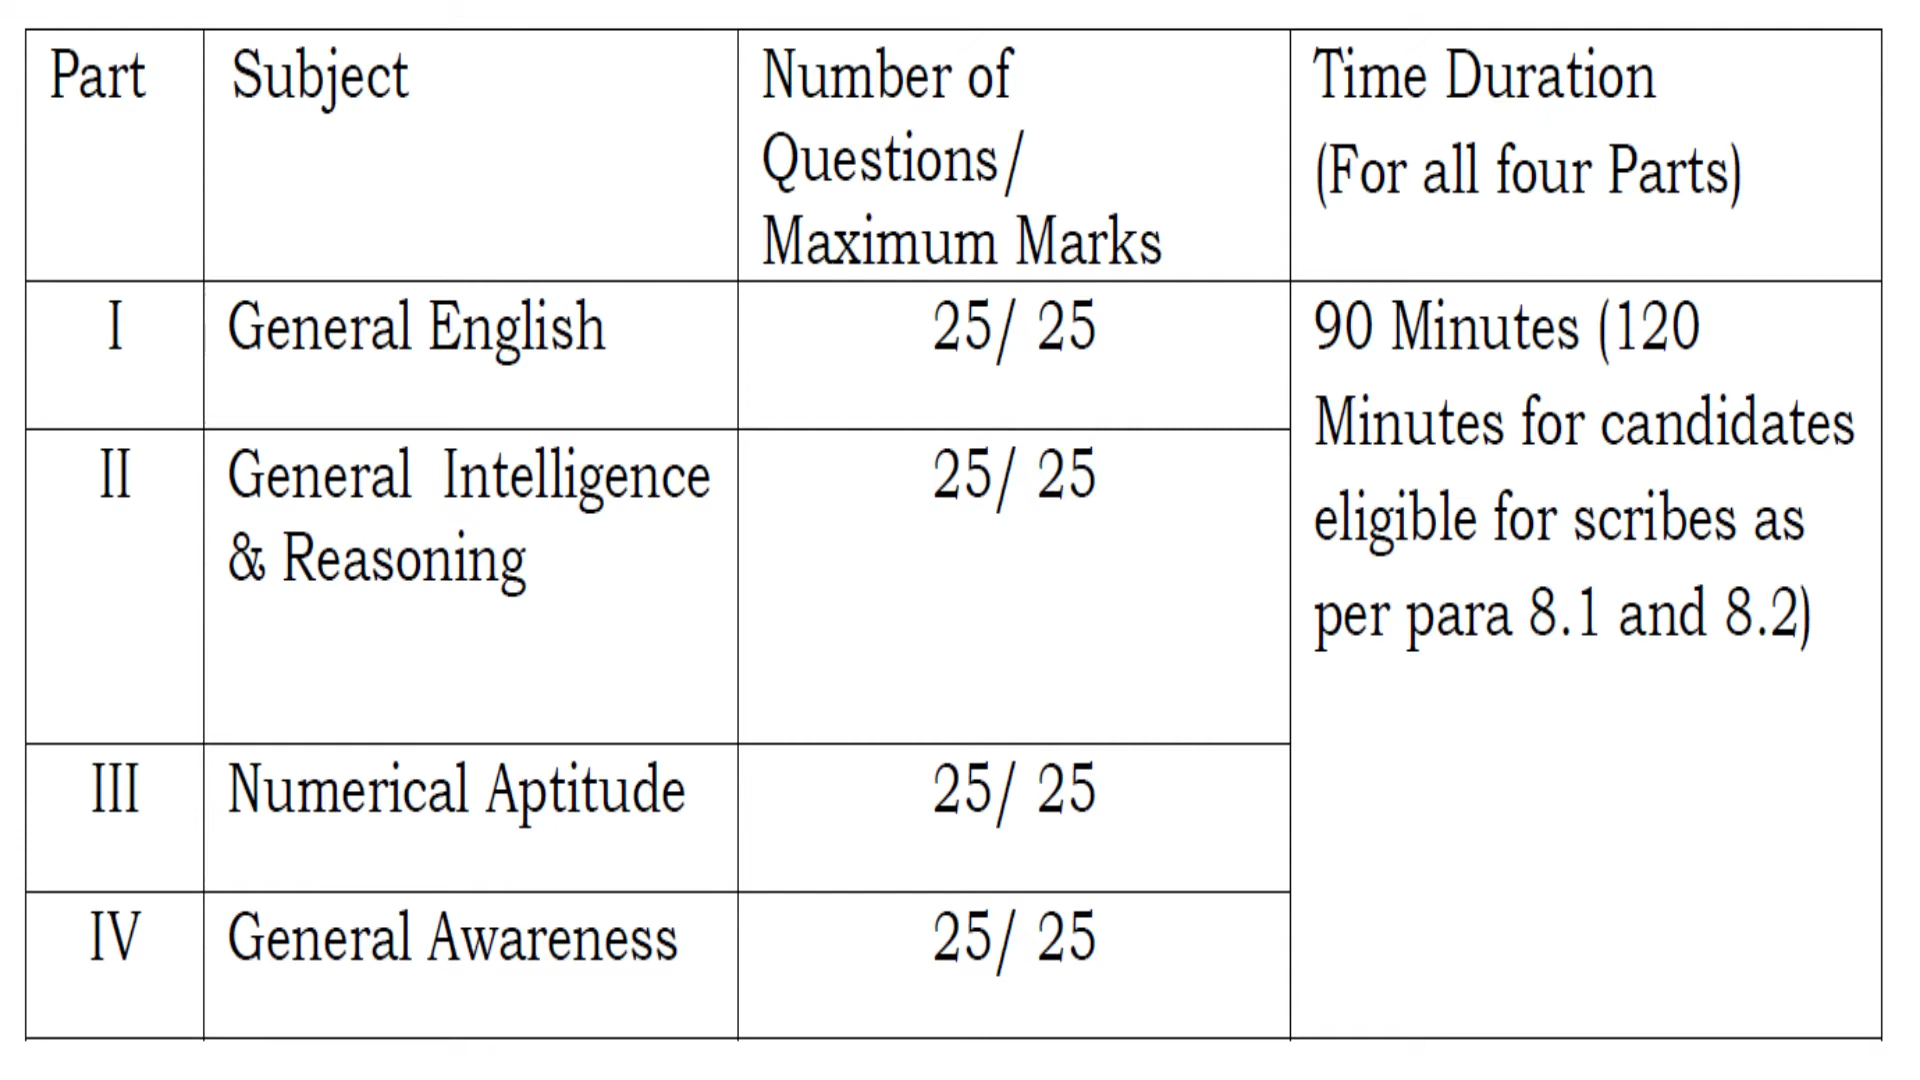 Part
Subject
Number of
Questions/
Maximum Marks
Time Duration
(For all four Parts)
I
General English
25/ 25
90 Minutes (120
Minutes for candidates
eligible for scribes as
per para 8.1 and 8.2)
II
General Intelligence
& Reasoning
25/ 25
III
Numerical Aptitude
25/ 25
IV
General Awareness
25/ 25